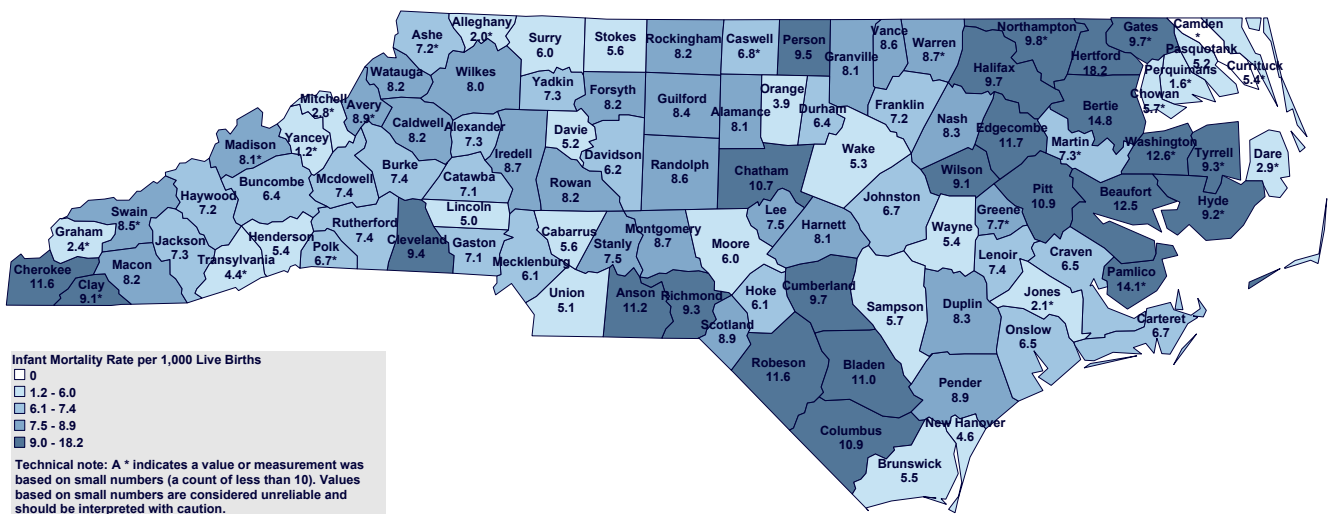 Alleghany
2.0*
Ashe
7.2*
Surry
6.0
Stokes
5.6
Rockingham
8.2
Caswell
6.8*
Person
9.5
Granville
8.1
Vance
8.6
Warren
8.7*
Northampton
9.8*
Gates
9.7*
Camden
*
Pasquotank
5.2
Currituck
5.4*
Perquimans
1.6*
Chowan
5.7*
Hertford
18.2
Halifax
9.7
Bertie
14.8
Watauga
8.2
Wilkes
8.0
Yadkin
7.3
Forsyth
8.2
Guilford
8.4
Alamance
8.1
Orange
3.9
Durham
6.4
Franklin
7.2
Nash
8.3
Edgecombe
11.7
Martin
7.3*
Washington
12.6*
Tyrrell
9.3*
Dare
2.9*
Mitchell
2.8*
Avery
8.9*
Caldwell
8.2
Alexander
7.3
Davie
5.2
Iredell
8.7
Davidson
6.2
Randolph
8.6
Chatham
10.7
Wake
5.3
Wilson
9.1
Pitt
10.9
Beaufort
12.5
Hyde
9.2*
Madison
8.1*
Yancey
1.2*
Buncombe
6.4
Mcdowell
7.4
Burke
7.4
Catawba
7.1
Rowan
8.2
Johnston
6.7
Greene
7.7*
Haywood
7.2
Swain
8.5*
Graham
2.4*
Jackson
7.3
Henderson
5.4
Transylvania
4.4*
Polk
6.7*
Rutherford
7.4
Cleveland
9.4
Lincoln
5.0
Gaston
7.1
Mecklenburg
6.1
Cabarrus
5.6
Stanly
7.5
Montgomery
8.7
Moore
6.0
Lee
7.5
Harnett
8.1
Wayne
5.4
Lenoir
7.4
Craven
6.5
Pamlico
14.1*
Cherokee
11.6
Clay
9.1*
Macon
8.2
Union
5.1
Anson
11.2
Richmond
9.3
Scotland
8.9
Hoke
6.1
Cumberland
9.7
Sampson
5.7
Duplin
8.3
Jones
2.1*
Onslow
6.5
Carteret
6.7
Robeson
11.6
Bladen
11.0
Pender
8.9
Columbus
10.9
New Hanover
4.6
Brunswick
5.5
Infant Mortality Rate per 1,000 Live Births
0
1.2 - 6.0
6.1 - 7.4
7.5 - 8.9
9.0 - 18.2
Technical note: A * indicates a value or measurement was
based on small numbers (a count of less than 10). Values
based on small numbers are considered unreliable and
should be interpreted with caution.